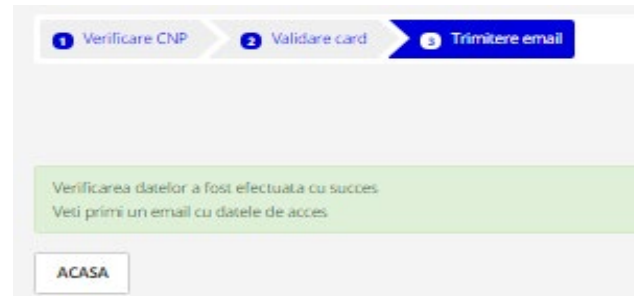 1 Verificare CNP 2 Validare card 3 Trimitere email
Verificarea datelor a fost efectuata cu succes
Veti primi un email cu datele de acces
ACASA